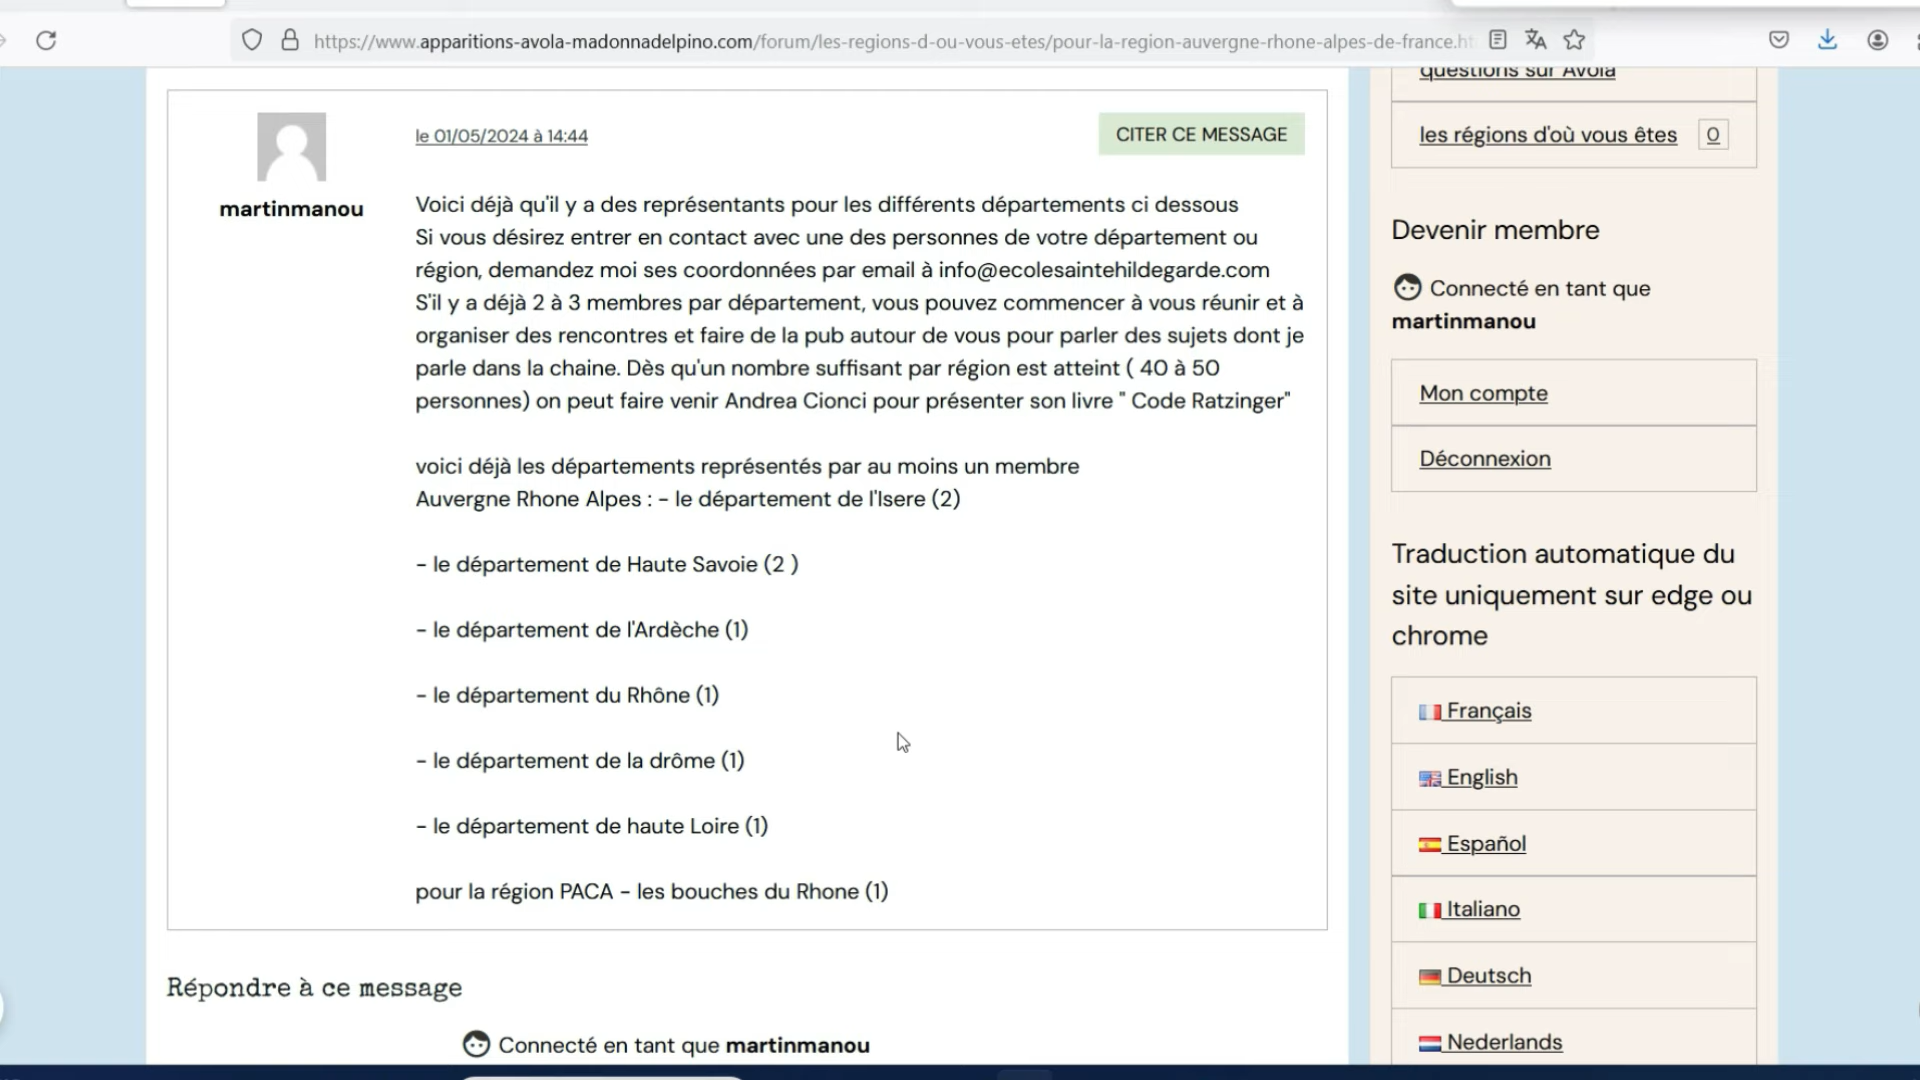 https://www.apparitions-avola-madonnadelpino.com/forum/les-regions-d-ou-vous-etes/pour-la-region-auvergne-rhone-alpes-de-france.ht
le 01/05/2024 à 14:44
CITER CE MESSAGE
martinmanou
Voici déjà qu'il y a des représentants pour les différents départements ci dessous
Si vous désirez entrer en contact avec une des personnes de votre département ou
région, demandez moi ses coordonnées par email à info@ecolesaintehildegarde.com
S'il y a déjà 2 à 3 membres par département, vous pouvez commencer à vous réunir et à
organiser des rencontres et faire de la pub autour de vous pour parler des sujets dont je
parle dans la chaine. Dès qu'un nombre suffisant par région est atteint ( 40 à 50
personnes) on peut faire venir Andrea Cionci pour présenter son livre " Code Ratzinger"
voici déjà les départements représentés par au moins un membre
Auvergne Rhone Alpes : - le département de l'Isere (2)
- le département de Haute Savoie (2 )
- le département de l'Ardèche (1)
- le département du Rhône (1)
- le département de la drôme (1)
- le département de haute Loire (1)
pour la région PACA - les bouches du Rhone (1)
Répondre à ce message
Connecté en tant que martinmanou
questions sur Avola
les régions d'où vous êtes 0
Devenir membre
Connecté en tant que
martinmanou
Mon compte
Déconnexion
Traduction automatique du
site uniquement sur edge ou
chrome
Français
English
Español
Italiano
Deutsch
Nederlands